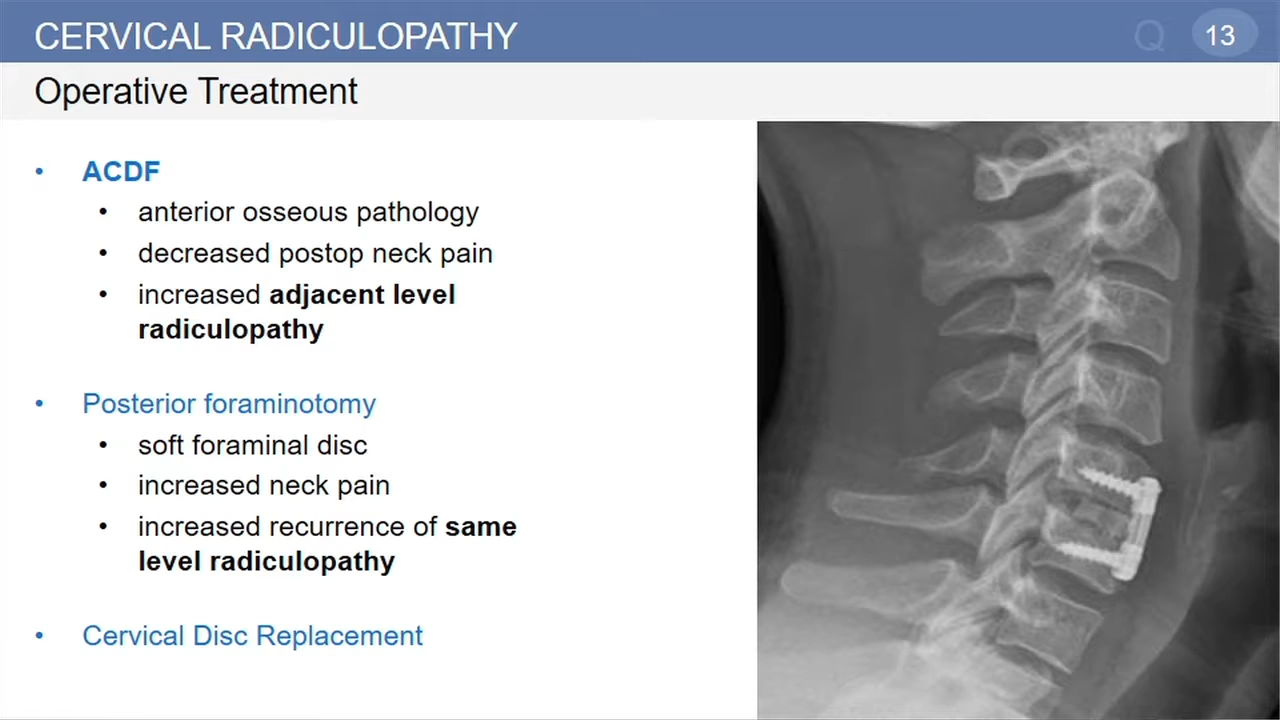 CERVICAL RADICULOPATHY
Q 13
Operative Treatment
• ACDF
• anterior osseous pathology
• decreased postop neck pain
• increased adjacent level
radiculopathy
• Posterior foraminotomy
• soft foraminal disc
• increased neck pain
• increased recurrence of same
level radiculopathy
• Cervical Disc Replacement